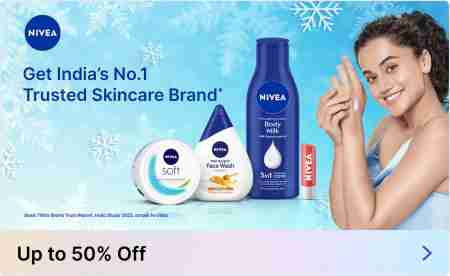 NIVEA
Get India's No.1
Trusted Skincare Brand*
NIVEA
NIVEA
soft
NIVEA
Face Wash
NIVEA
Body
Milk
5in1
NIVEA
Up to 50% Off